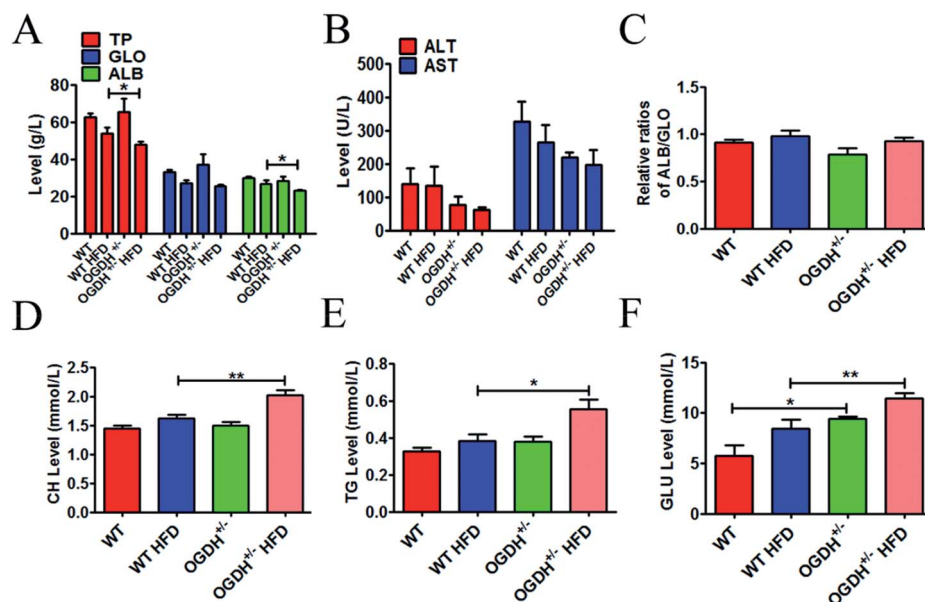 A
TP
GLO
ALB
Level (g/L)
80
60
40
20
0
*
*
WT
WT HFD
OGDH +/-
OGDH +/- HFD
WT
WT HFD
OGDH +/-
OGDH +/- HFD
WT
WT HFD
OGDH +/-
OGDH +/- HFD
B
ALT
AST
Level (U/L)
500
400
300
200
100
0
WT
WT HFD
OGDH+/-
OGDH+/- HFD
WT
WT HFD
OGDH+/-
OGDH+/- HFD
C
Relative ratios
of ALB/GLO
1.5
1.0
0.5
0.0
WT
WT HFD
OGDH+/-
OGDH+/- HFD
D
CH Level (mmol/L)
2.5
2.0
1.5
1.0
0.5
0.0
**
WT
WT HFD
OGDH+/-
OGDH+/- HFD
E
TG Level (mmol/L)
0.8
0.6
0.4
0.2
0.0
*
WT
WT HFD
OGDH+/-
OGDH+/- HFD
F
GLU Level (mmol/L)
15
10
5
0
*
**
WT
WT HFD
OGDH+/-
OGDH+/- HFD